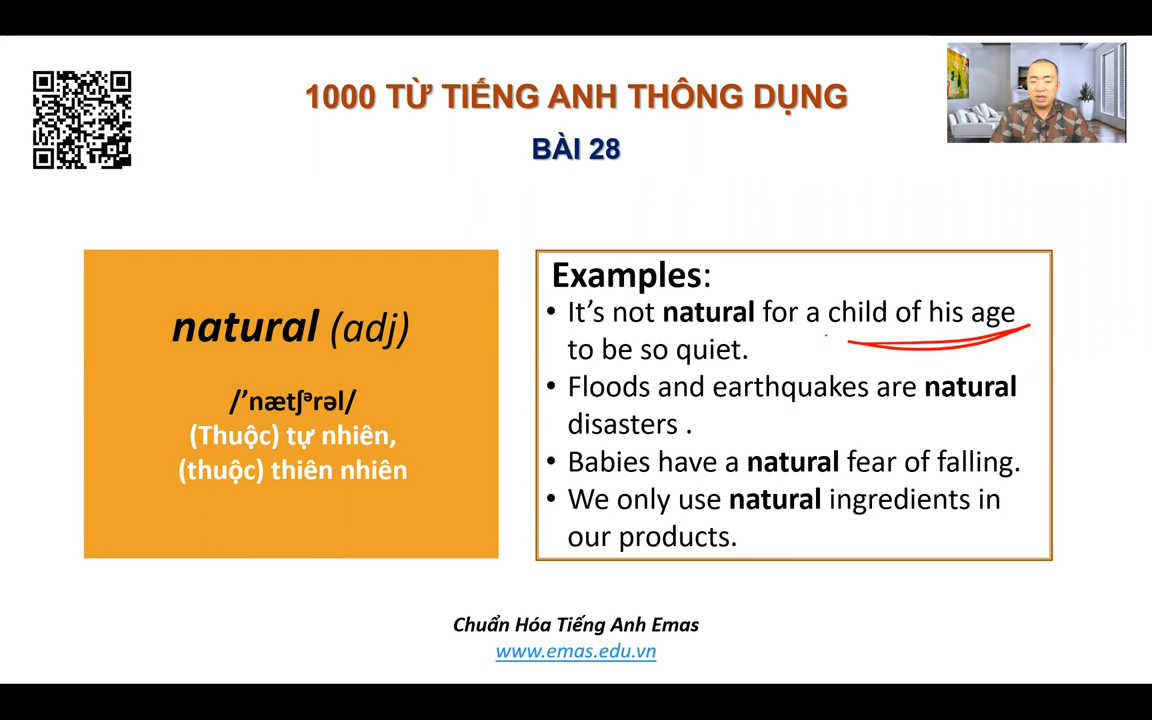 1000 TỪ TIẾNG ANH THÔNG DỤNG
BÀI 28
natural (adj)
/’nætʃᵊrəl/
(Thuộc) tự nhiên,
(thuộc) thiên nhiên
Examples:
• It’s not natural for a child of his age
to be so quiet.
• Floods and earthquakes are natural
disasters .
• Babies have a natural fear of falling.
• We only use natural ingredients in
our products.
Chuẩn Hóa Tiếng Anh Emas
www.emas.edu.vn